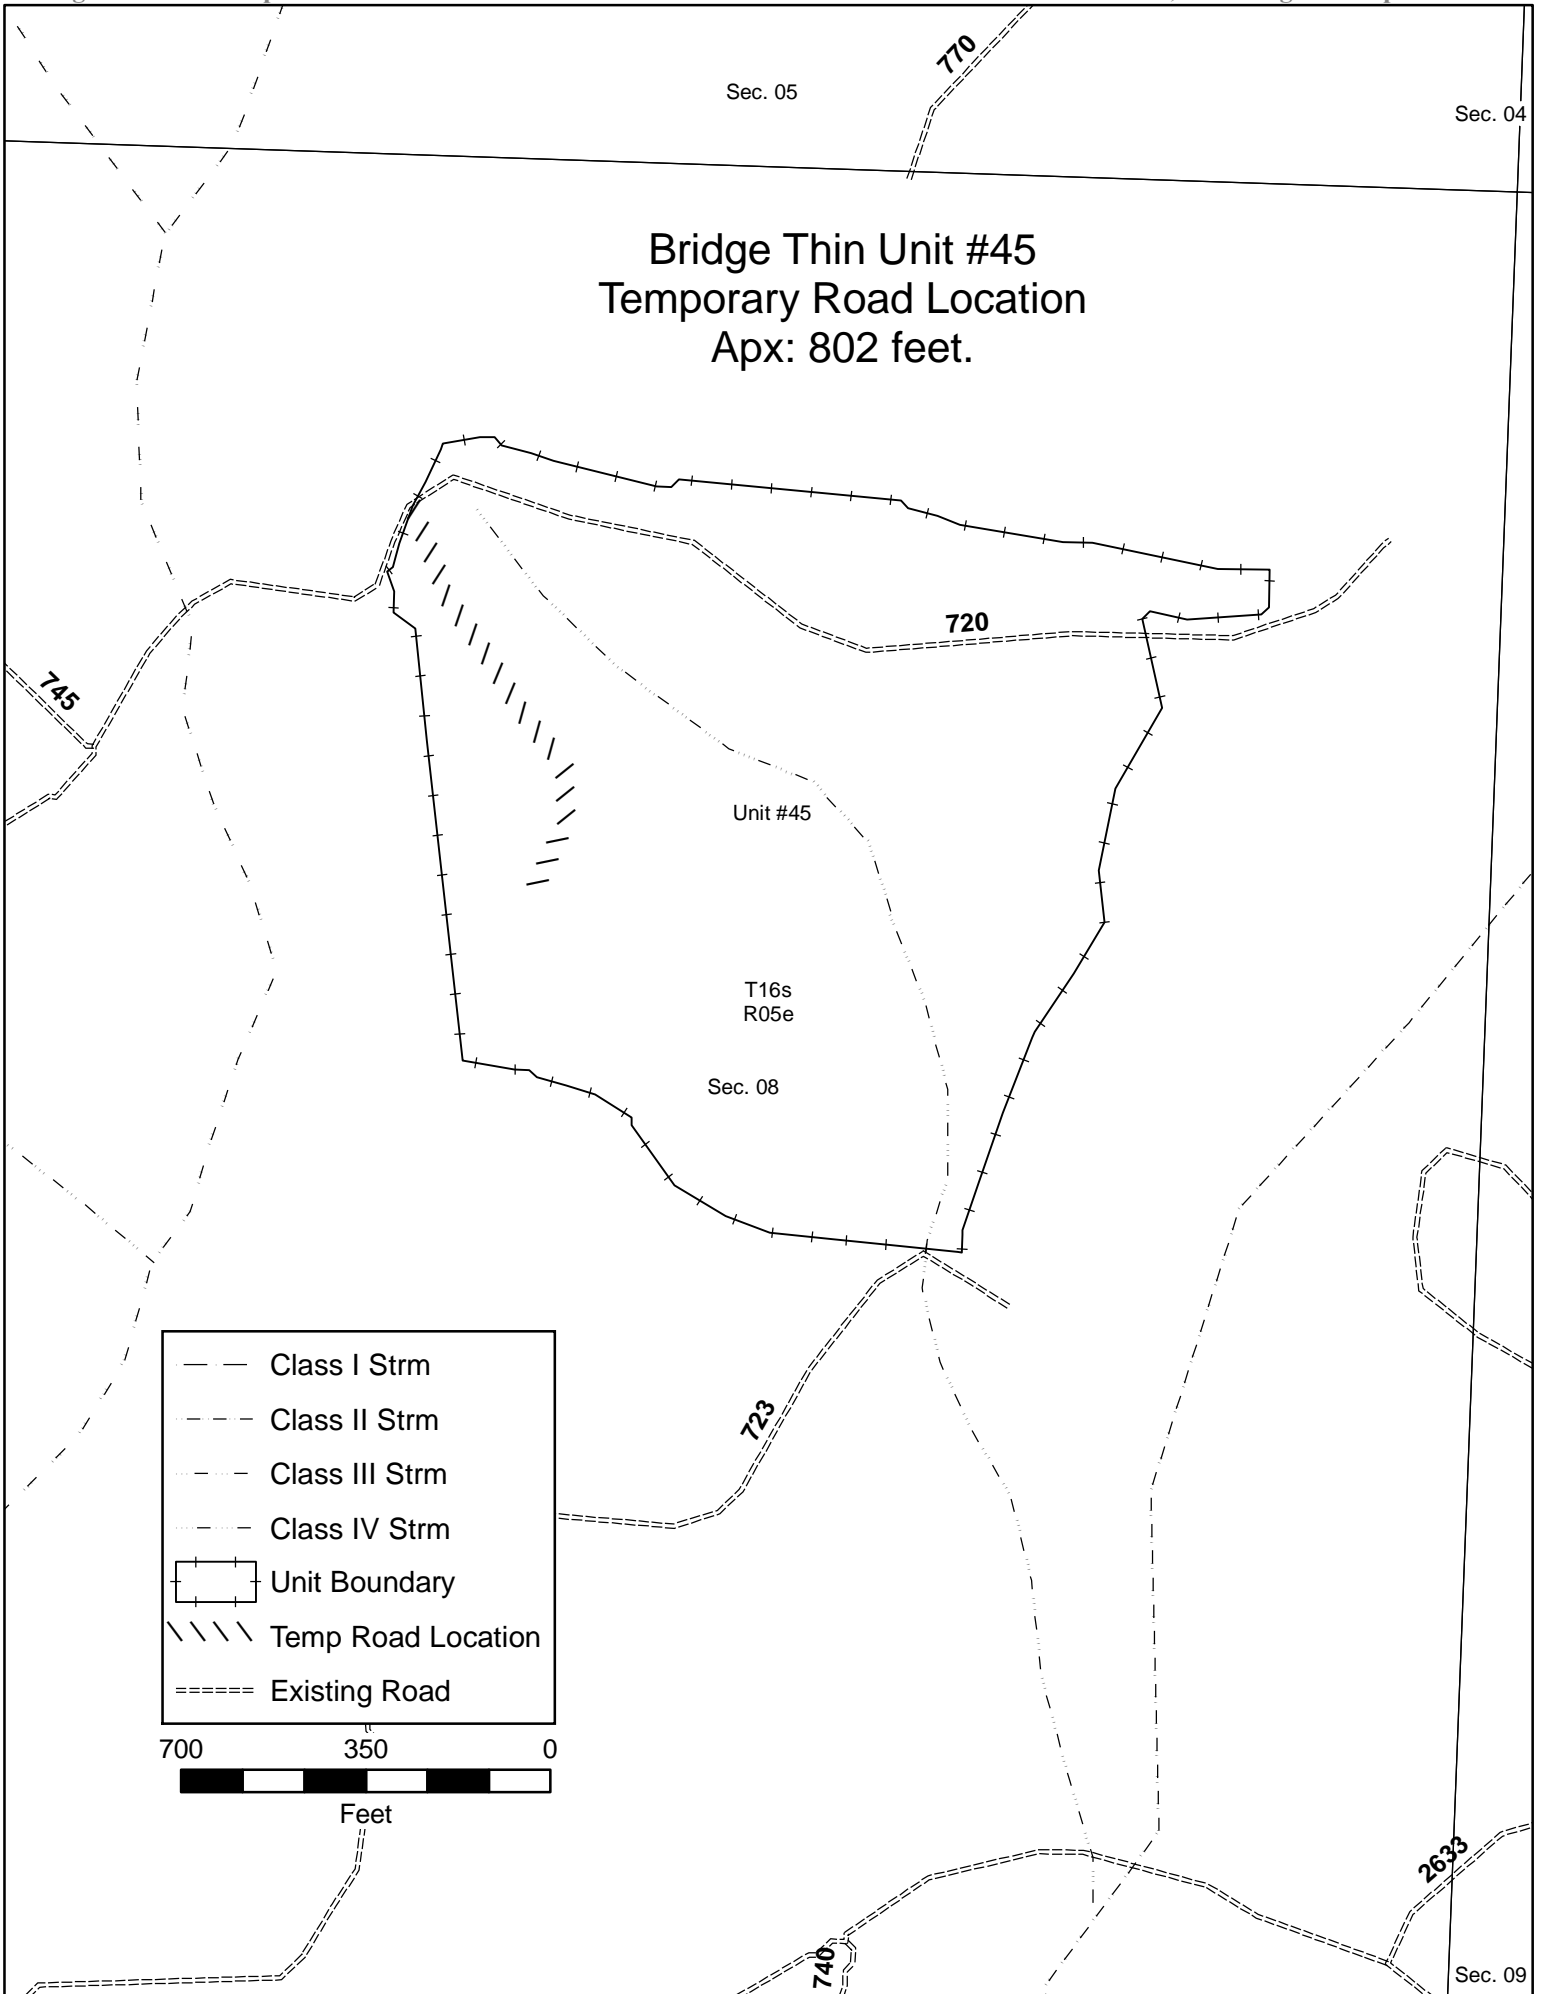 770
Sec. 05
Sec. 04
Bridge Thin Unit #45
Temporary Road Location
Apx: 802 feet.
720
745
Unit #45
T16s
R05e
Sec. 08
723
Class I Strm
Class II Strm
Class III Strm
Class IV Strm
Unit Boundary
Temp Road Location
Existing Road
700 350 0
Feet
2633
740
Sec. 09